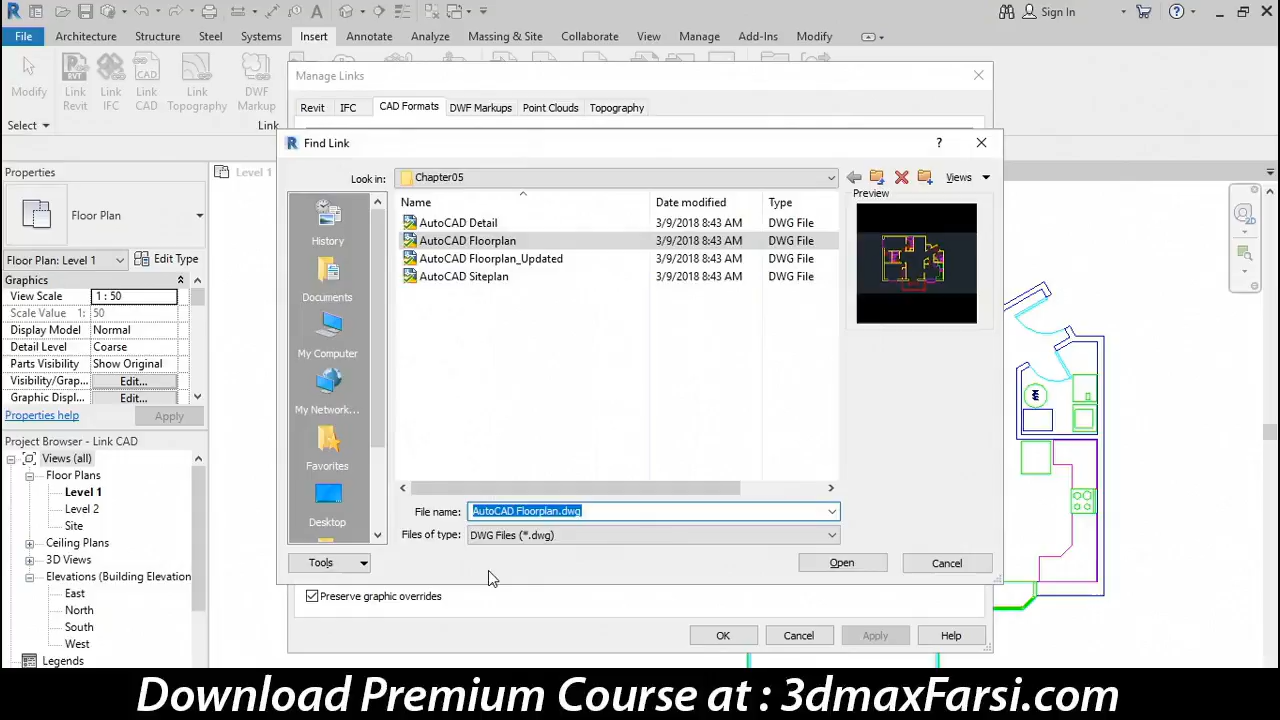 Sign In
File Architecture Structure Steel Systems Insert Annotate Analyze Massing & Site Collaborate View Manage Add-Ins Modify
Modify
Link Revit
Link IFC
Link CAD
Link Topography
DWF Markup
Select
Link
Manage Links
Revit IFC CAD Formats DWF Markups Point Clouds Topography
Find Link
Look in: Chapter05
Views
Name Date modified Type
AutoCAD Detail 3/9/2018 8:43 AM DWG File
AutoCAD Floorplan 3/9/2018 8:43 AM DWG File
AutoCAD Floorplan_Updated 3/9/2018 8:43 AM DWG File
AutoCAD Siteplan 3/9/2018 8:43 AM DWG File
Preview
History
Documents
My Computer
My Network...
Favorites
Desktop
File name: AutoCAD Floorplan.dwg
Files of type: DWG Files (*.dwg)
Tools Open Cancel
Preserve graphic overrides
OK Cancel Apply Help
Level 1
Properties
Floor Plan
Floor Plan: Level 1 Edit Type
Graphics
View Scale 1 : 50
Scale Value 1: 50
Display Model Normal
Detail Level Coarse
Parts Visibility Show Original
Visibility/Grap... Edit...
Graphic Displ... Edit...
Properties help Apply
Project Browser - Link CAD
Views (all)
Floor Plans
Level 1
Level 2
Site
Ceiling Plans
3D Views
Elevations (Building Elevation
East
North
South
West
Legends
Download Premium Course at : 3dmaxFarsi.com